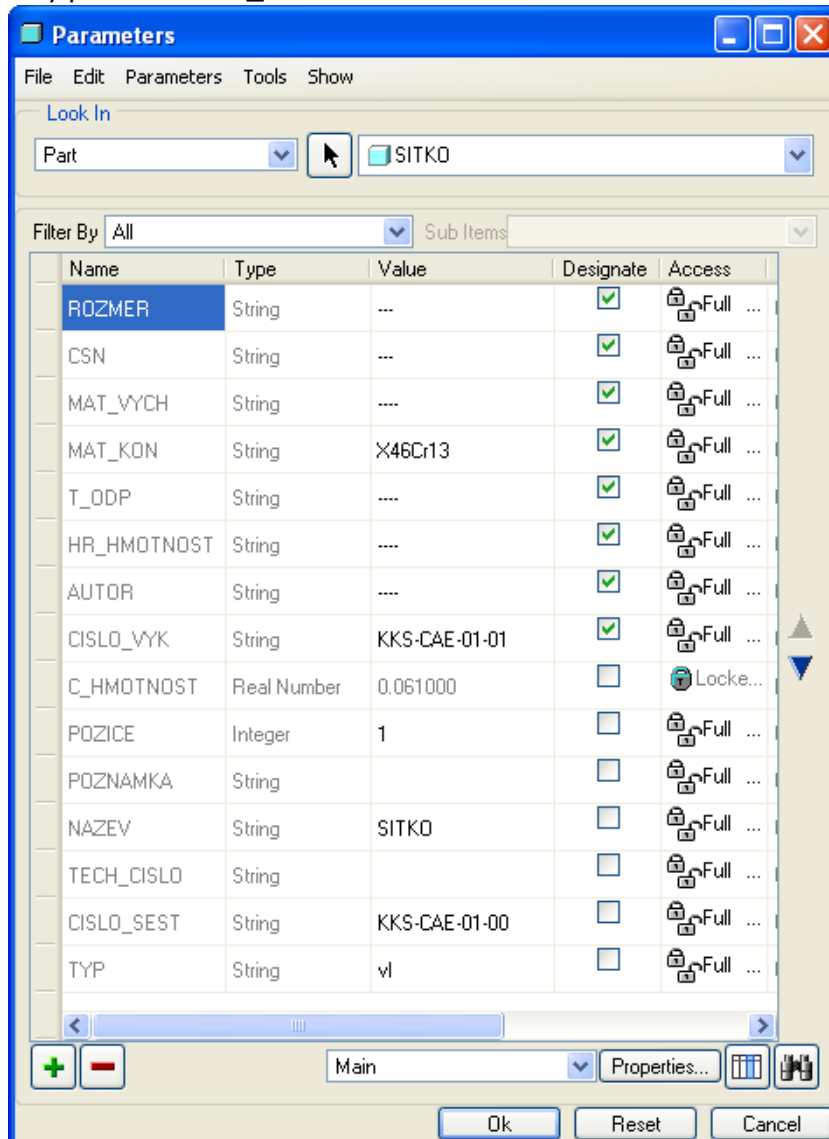 Parameters
File Edit Parameters Tools Show
Look In
Part SITKO
Filter By All Sub Items
Name Type Value Designate Access
ROZMER String --- Full ...
CSN String --- Full ...
MAT_VYCH String ---- Full ...
MAT_KON String X46Cr13 Full ...
T_ODP String ---- Full ...
HR_HMOTNOST String ---- Full ...
AUTOR String ---- Full ...
CISLO_VYK String KKS-CAE-01-01 Full ...
C_HMOTNOST Real Number 0.061000 Locke...
POZICE Integer 1 Full ...
POZNAMKA String Full ...
NAZEV String SITKO Full ...
TECH_CISLO String Full ...
CISLO_SEST String KKS-CAE-01-00 Full ...
TYP String vl Full ...
Main Properties...
Ok Reset Cancel